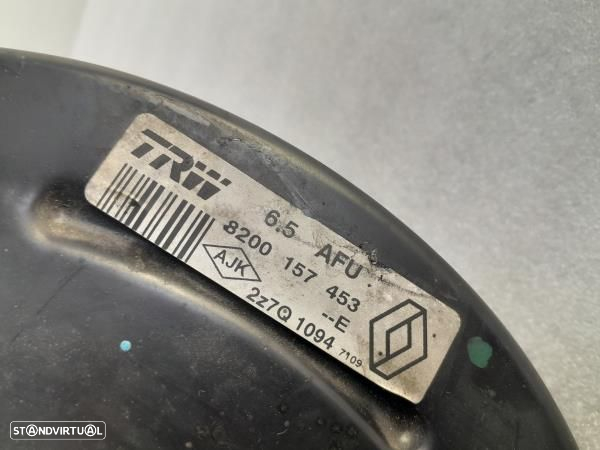 TRW
6.5 AFU
8200 157 453
--E
AJK
2z7Q 1094 7109
STANDVIRTUAL